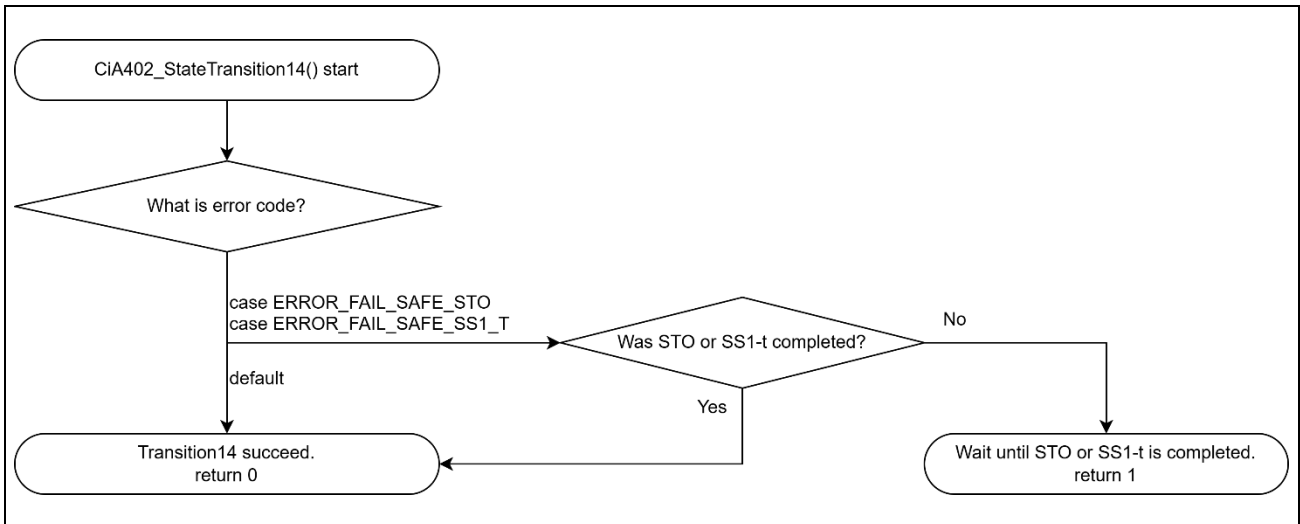 CiA402_StateTransition14() start
What is error code?
case ERROR_FAIL_SAFE_STO
case ERROR_FAIL_SAFE_SS1_T
default
Was STO or SS1-t completed?
No
Yes
Transition14 succeed.
return 0
Wait until STO or SS1-t is completed.
return 1